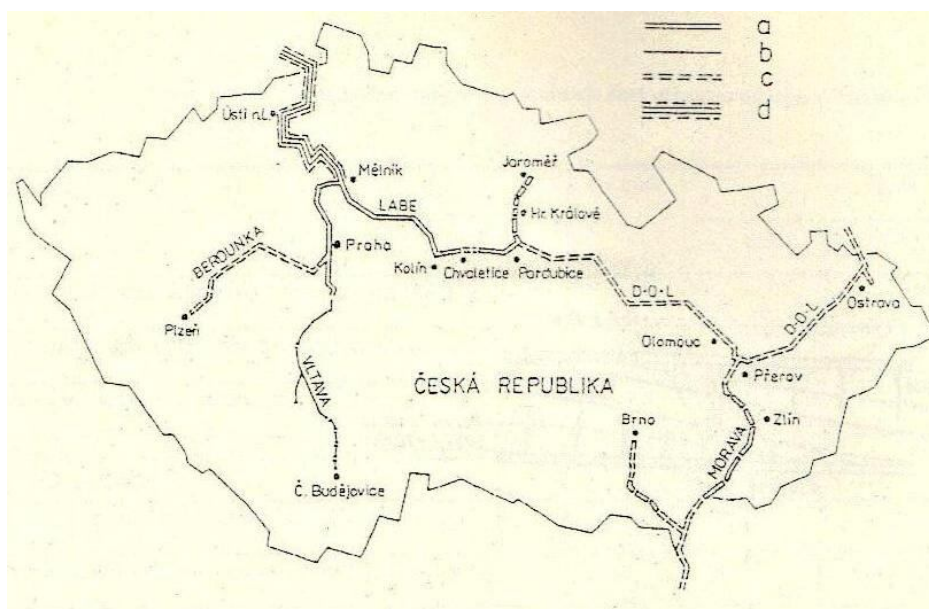 a
b
c
d
Ústí n.L.
Mělník
Jaroměř
LABE
Hr. Králové
Praha
BEROUNKA
Kolín
Chvaletice
Pardubice
D-O-L
D-O-L
Ostrava
Plzeň
Olomouc
VLTAVA
ČESKÁ REPUBLIKA
Přerov
Brno
Zlín
MORAVA
Č. Budějovice